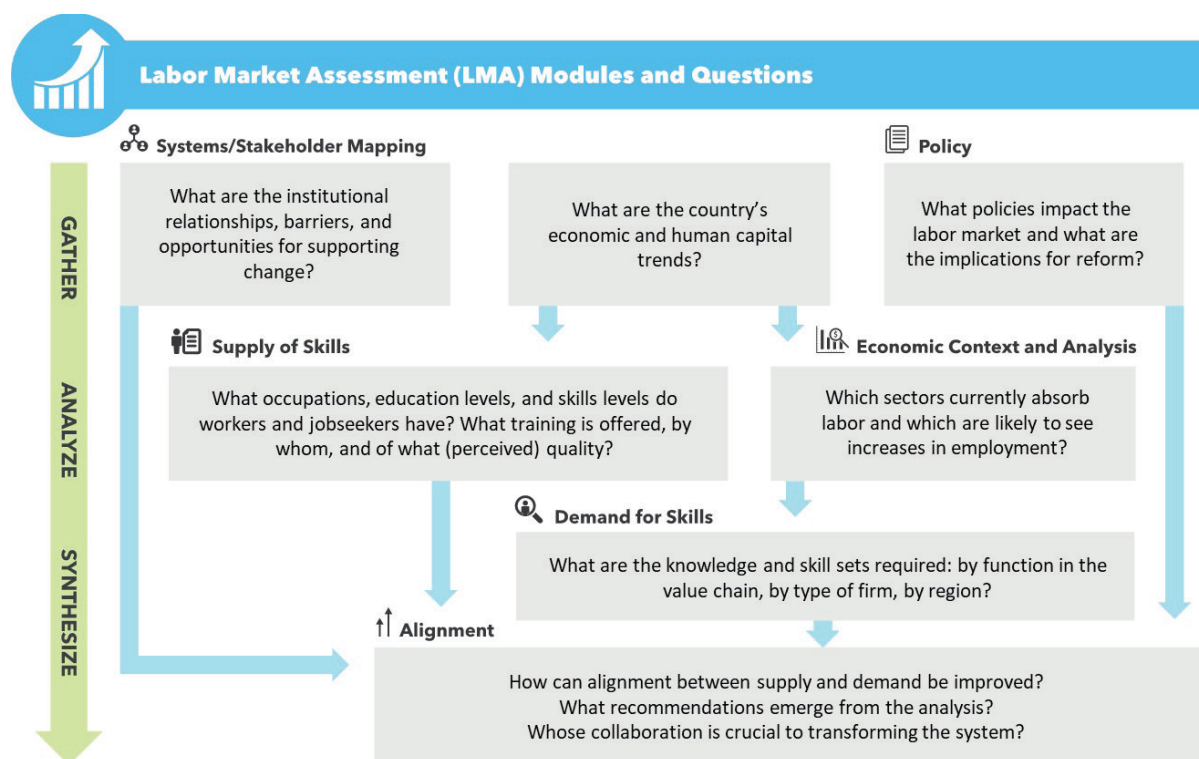 Labor Market Assessment (LMA) Modules and Questions
Systems/Stakeholder Mapping
What are the institutional
relationships, barriers, and
opportunities for supporting
change?
What are the country’s
economic and human capital
trends?
Policy
What policies impact the
labor market and what are
the implications for reform?
GATHER
Supply of Skills
What occupations, education levels, and skills levels do
workers and jobseekers have? What training is offered, by
whom, and of what (perceived) quality?
Economic Context and Analysis
Which sectors currently absorb
labor and which are likely to see
increases in employment?
ANALYZE
Demand for Skills
What are the knowledge and skill sets required: by function in the
value chain, by type of firm, by region?
SYNTHESIZE
Alignment
How can alignment between supply and demand be improved?
What recommendations emerge from the analysis?
Whose collaboration is crucial to transforming the system?